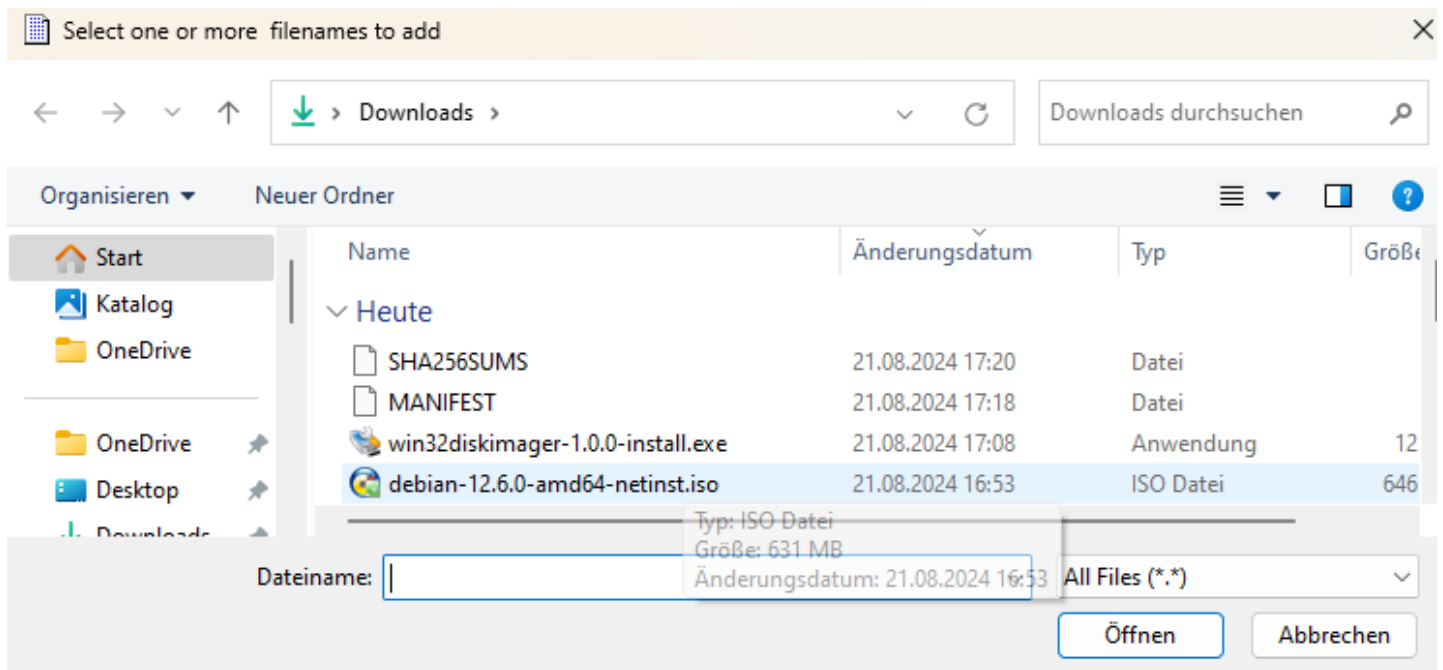 Select one or more  filenames to add
Downloads
Downloads durchsuchen
Organisieren
Neuer Ordner
Start
Katalog
OneDrive
OneDrive
Desktop
Downloads
Name Änderungsdatum Typ Größe
Heute
SHA256SUMS 21.08.2024 17:20 Datei
MANIFEST 21.08.2024 17:18 Datei
win32diskimager-1.0.0-install.exe 21.08.2024 17:08 Anwendung 12
debian-12.6.0-amd64-netinst.iso 21.08.2024 16:53 ISO Datei 646
Typ: ISO Datei
Größe: 631 MB
Änderungsdatum: 21.08.2024 16:53
Dateiname:
All Files (*.*)
Öffnen
Abbrechen